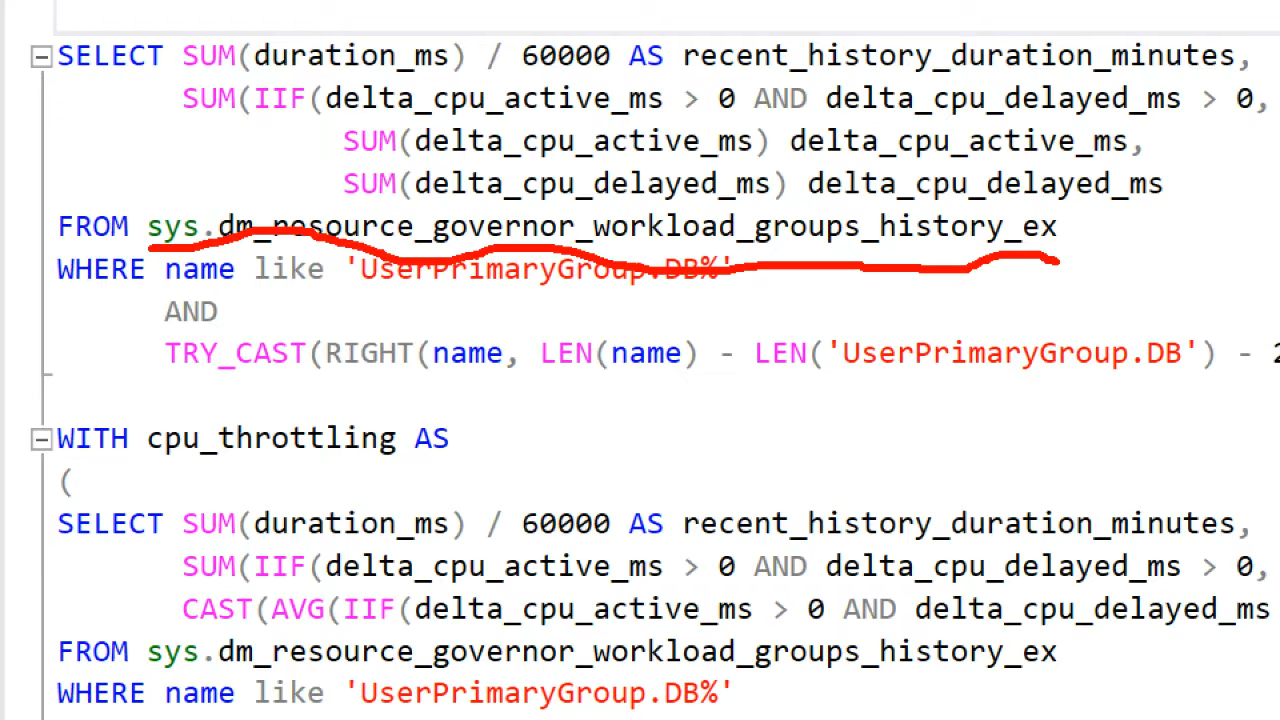 SELECT SUM(duration_ms) / 60000 AS recent_history_duration_minutes,
SUM(IIF(delta_cpu_active_ms > 0 AND delta_cpu_delayed_ms > 0,
SUM(delta_cpu_active_ms) delta_cpu_active_ms,
SUM(delta_cpu_delayed_ms) delta_cpu_delayed_ms
FROM sys.dm_resource_governor_workload_groups_history_ex
WHERE name like 'UserPrimaryGroup.DB%'
AND
TRY_CAST(RIGHT(name, LEN(name) - LEN('UserPrimaryGroup.DB') - 2
WITH cpu_throttling AS
(
SELECT SUM(duration_ms) / 60000 AS recent_history_duration_minutes,
SUM(IIF(delta_cpu_active_ms > 0 AND delta_cpu_delayed_ms > 0,
CAST(AVG(IIF(delta_cpu_active_ms > 0 AND delta_cpu_delayed_ms
FROM sys.dm_resource_governor_workload_groups_history_ex
WHERE name like 'UserPrimaryGroup.DB%'